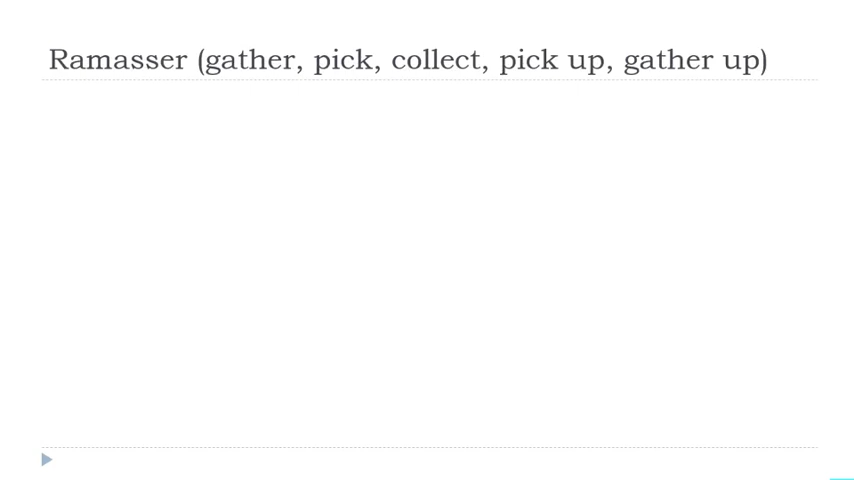 Ramasser (gather, pick, collect, pick up, gather up)